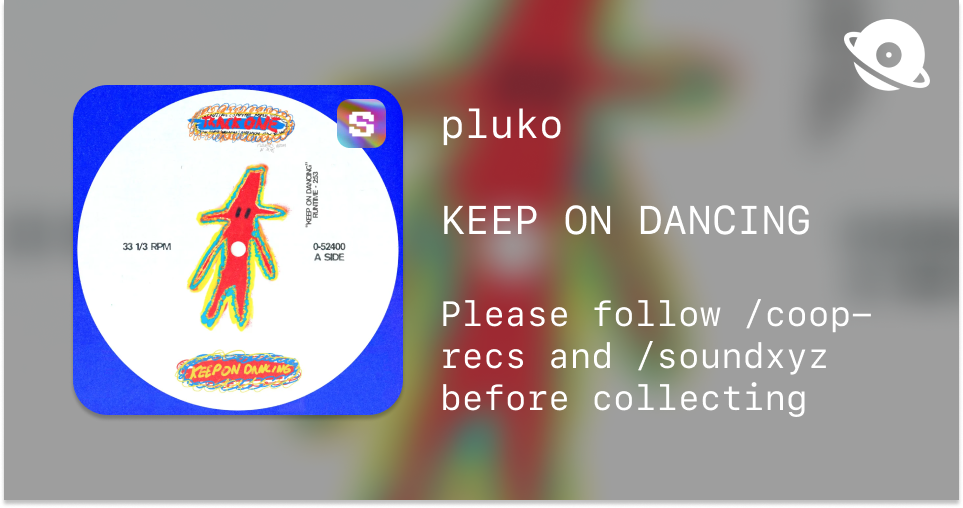 pluko
KEEP ON DANCING
Please follow /coop-
recs and /soundxyz
before collecting
S
"KEEP ON DANCING"
RUNTIME - 2:53
33 1/3 RPM
0-52400
A SIDE
KEEP ON DANCING